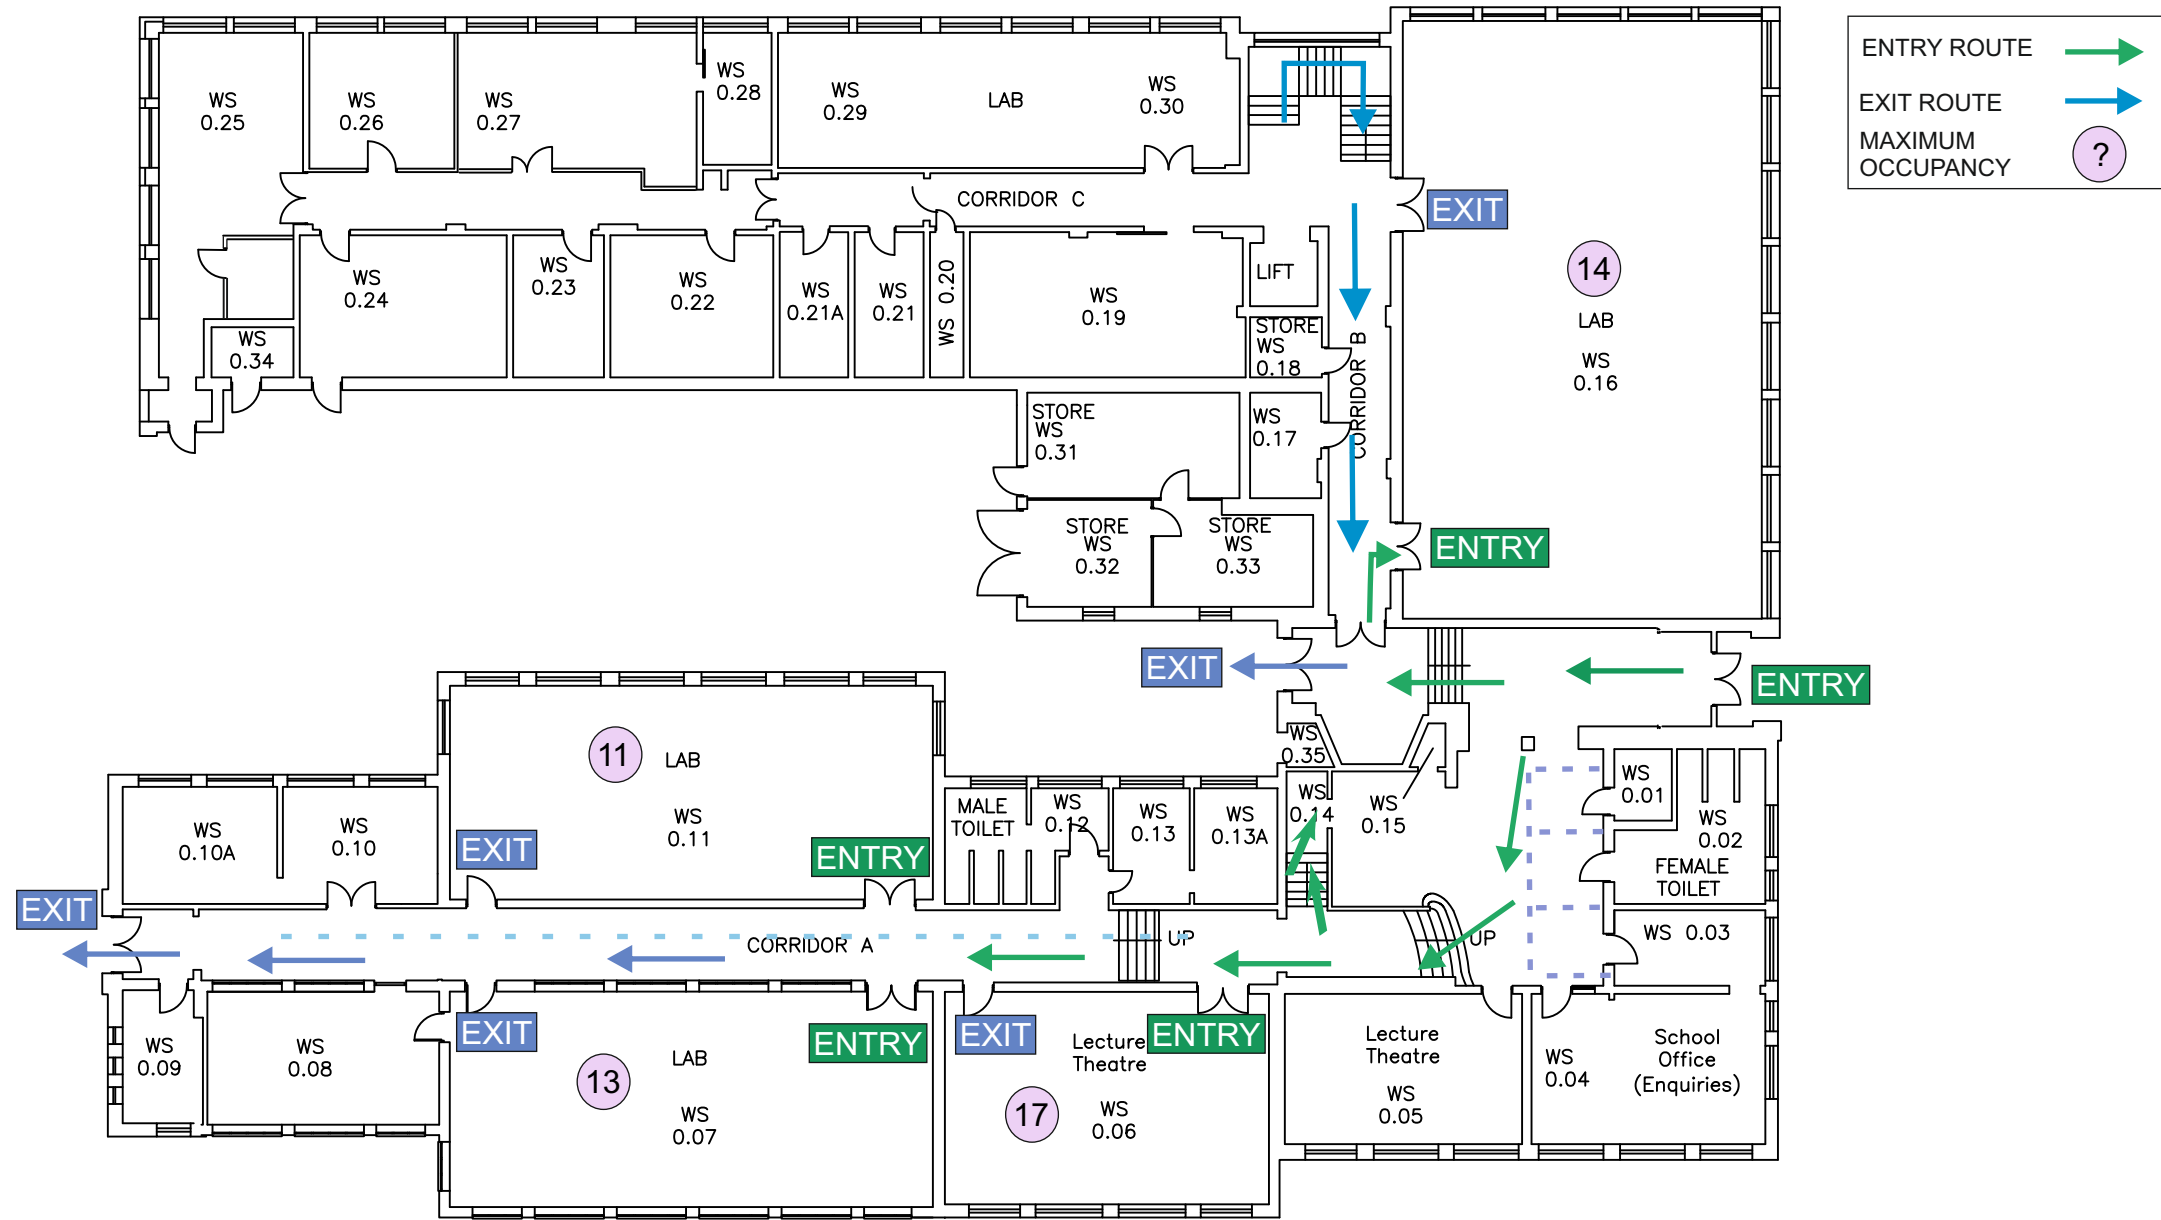 ENTRY ROUTE
EXIT ROUTE
MAXIMUM
OCCUPANCY
?
WS
0.25
WS
0.26
WS
0.27
WS
0.28
WS
0.29
LAB
WS
0.30
CORRIDOR C
EXIT
14
LAB
WS
0.16
WS
0.34
WS
0.24
WS
0.23
WS
0.22
WS
0.21A
WS
0.21
WS 0.20
WS
0.19
LIFT
STORE
WS
0.18
CORRIDOR B
STORE
WS
0.31
WS
0.17
STORE
WS
0.32
STORE
WS
0.33
ENTRY
EXIT
ENTRY
11
LAB
WS
0.11
EXIT
ENTRY
WS
0.10A
WS
0.10
MALE
TOILET
WS
0.12
WS
0.13
WS
0.13A
WS
0.35
WS
0.14
WS
0.15
WS
0.01
WS
0.02
FEMALE
TOILET
WS 0.03
EXIT
CORRIDOR A
UP
UP
WS
0.09
WS
0.08
EXIT
13
LAB
WS
0.07
ENTRY
EXIT
ENTRY
Lecture
Theatre
17
WS
0.06
Lecture
Theatre
WS
0.05
WS
0.04
School
Office
(Enquiries)